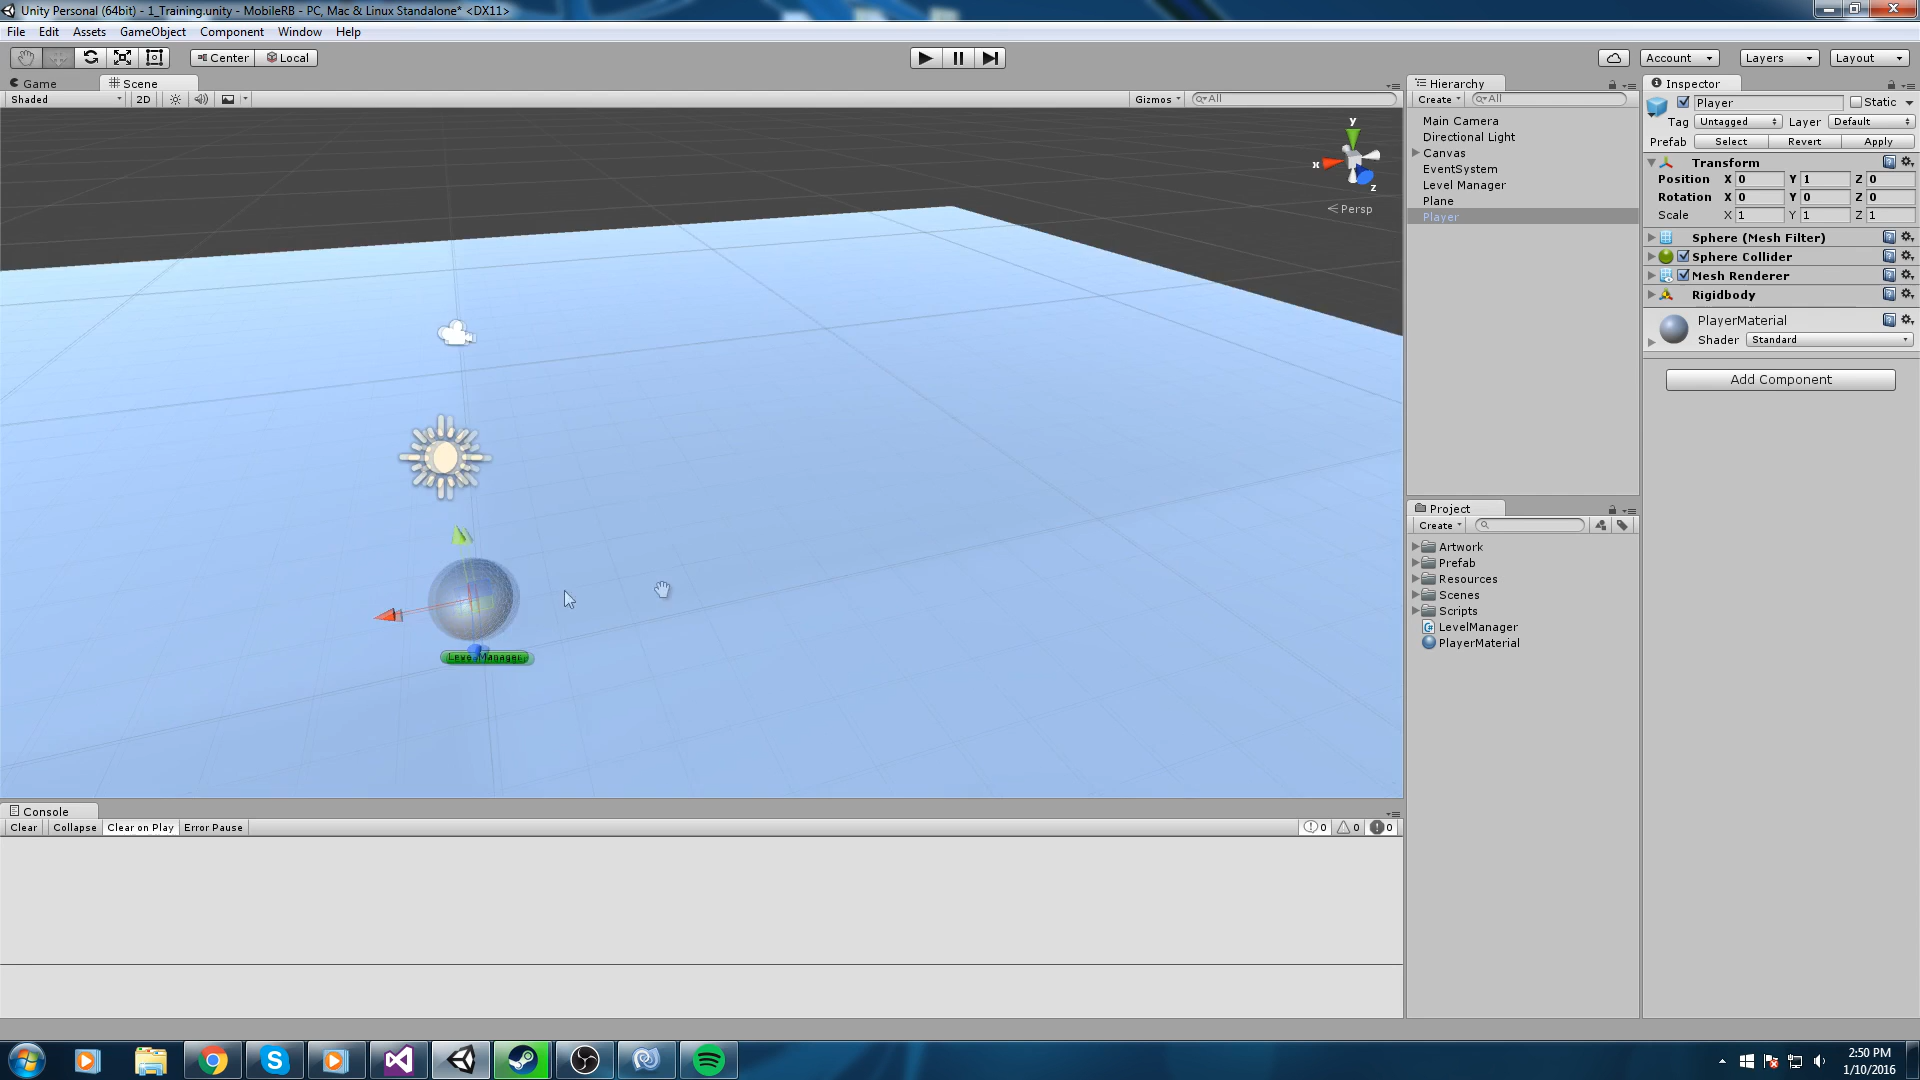 Unity Personal (64bit) - 1_Training.unity - MobileRB - PC, Mac & Linux Standalone* <DX11>
File Edit Assets GameObject Component Window Help
Center Local Account Layers Layout
Game Scene
Shaded 2D Gizmos All
y
x
z
Persp
Level Manager
Hierarchy
Create All
Main Camera
Directional Light
Canvas
EventSystem
Level Manager
Plane
Player
Project
Create
Artwork
Prefab
Resources
Scenes
Scripts
LevelManager
PlayerMaterial
Inspector
Player Static
Tag Untagged Layer Default
Prefab Select Revert Apply
Transform
Position X 0 Y 1 Z 0
Rotation X 0 Y 0 Z 0
Scale X 1 Y 1 Z 1
Sphere (Mesh Filter)
Sphere Collider
Mesh Renderer
Rigidbody
PlayerMaterial
Shader Standard
Add Component
Console
Clear Collapse Clear on Play Error Pause 0 0 0
2:50 PM
1/10/2016